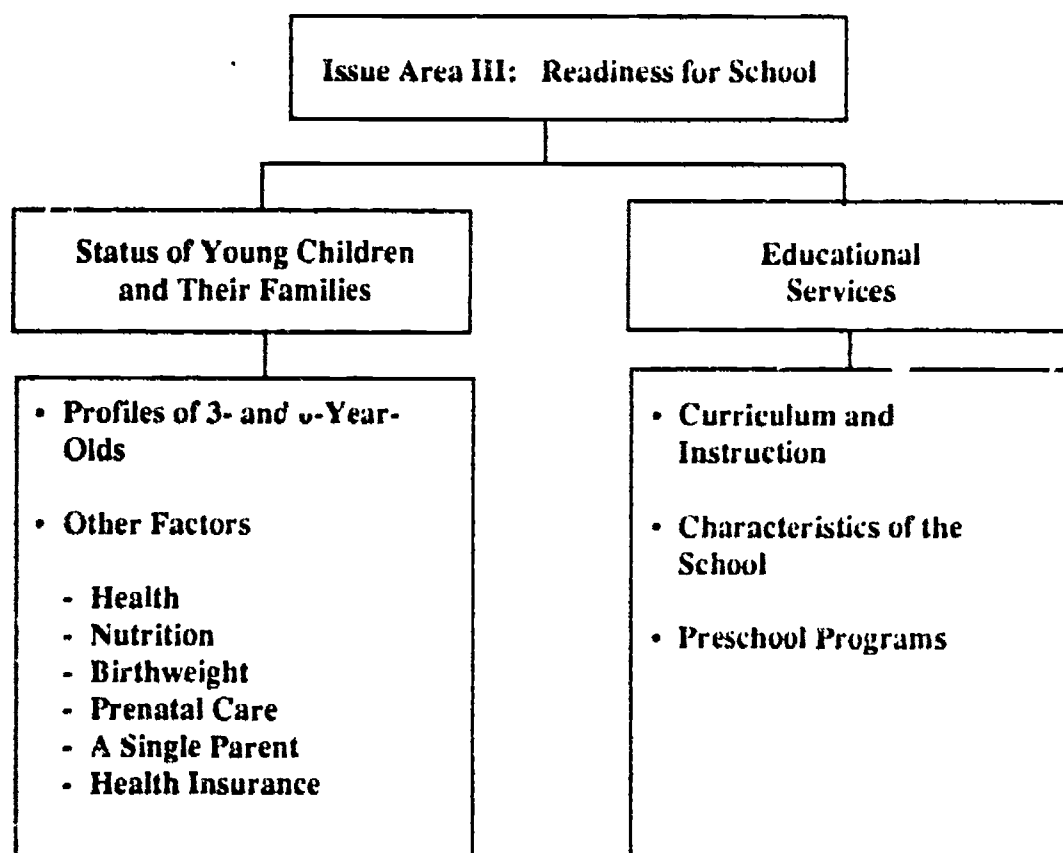 Issue Area III: Readiness for School
Status of Young Children
and Their Families
• Profiles of 3- and -Year-
Olds
• Other Factors
- Health
- Nutrition
- Birthweight
- Prenatal Care
- A Single Parent
- Health Insurance
Educational
Services
• Curriculum and
Instruction
• Characteristics of the
School
• Preschool Programs